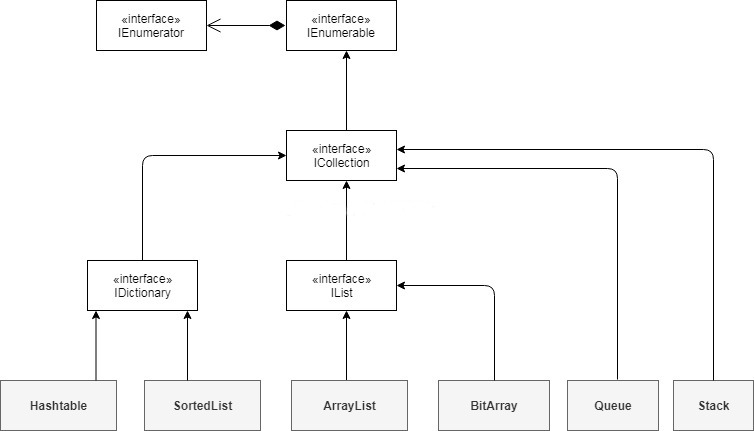 «interface»
IEnumerator
«interface»
IEnumerable
«interface»
ICollection
«interface»
IDictionary
«interface»
IList
Hashtable
SortedList
ArrayList
BitArray
Queue
Stack